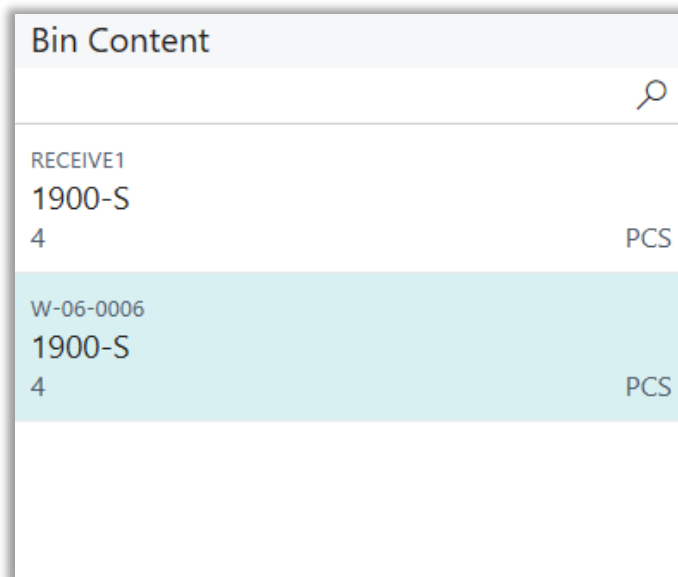 Bin Content
RECEIVE1
1900-S
4 PCS
W-06-0006
1900-S
4 PCS